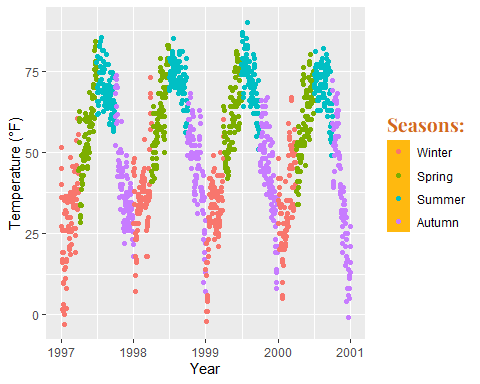 Temperature (°F)
75
50
25
0
1997
1998
1999
2000
2001
Year
Seasons:
Winter
Spring
Summer
Autumn